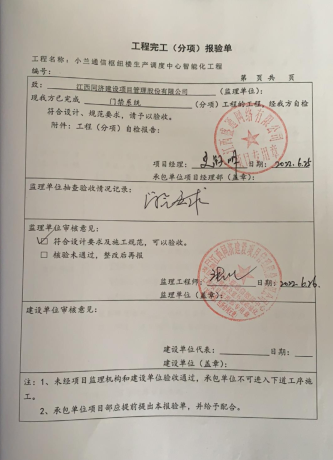 工程完工（分项）报验单
工程名称：小兰通信枢纽楼生产调度中心智能化工程
编号：
第 页 共 页
致： 江西同济建设项目管理股份有限公司 （监理单位）：
现我方已完成 门禁系统 （分项）工程的工程，经我方自检
符合设计、规范要求，请予以验收。
附件：工程（分项）自检报告：
项目经理： 日期：2022.6.25
承包单位项目经理部（盖章）：
监理单位抽查验收情况记录：
符合要求
监理单位审核意见：
☑ 符合设计要求及施工规范，可以验收。
□ 核验未通过，整改后再报
监理工程师： 日期：2022.6.26.
监理单位（盖章）：
建设单位审核意见：
建设单位代表： 日期：
建设单位（盖章）：
注：1、未经项目监理机构和建设单位验收通过，承包单位不可进入下道工序施
工。
2、承包单位项目部应提前提出本报验单，并给予配合。